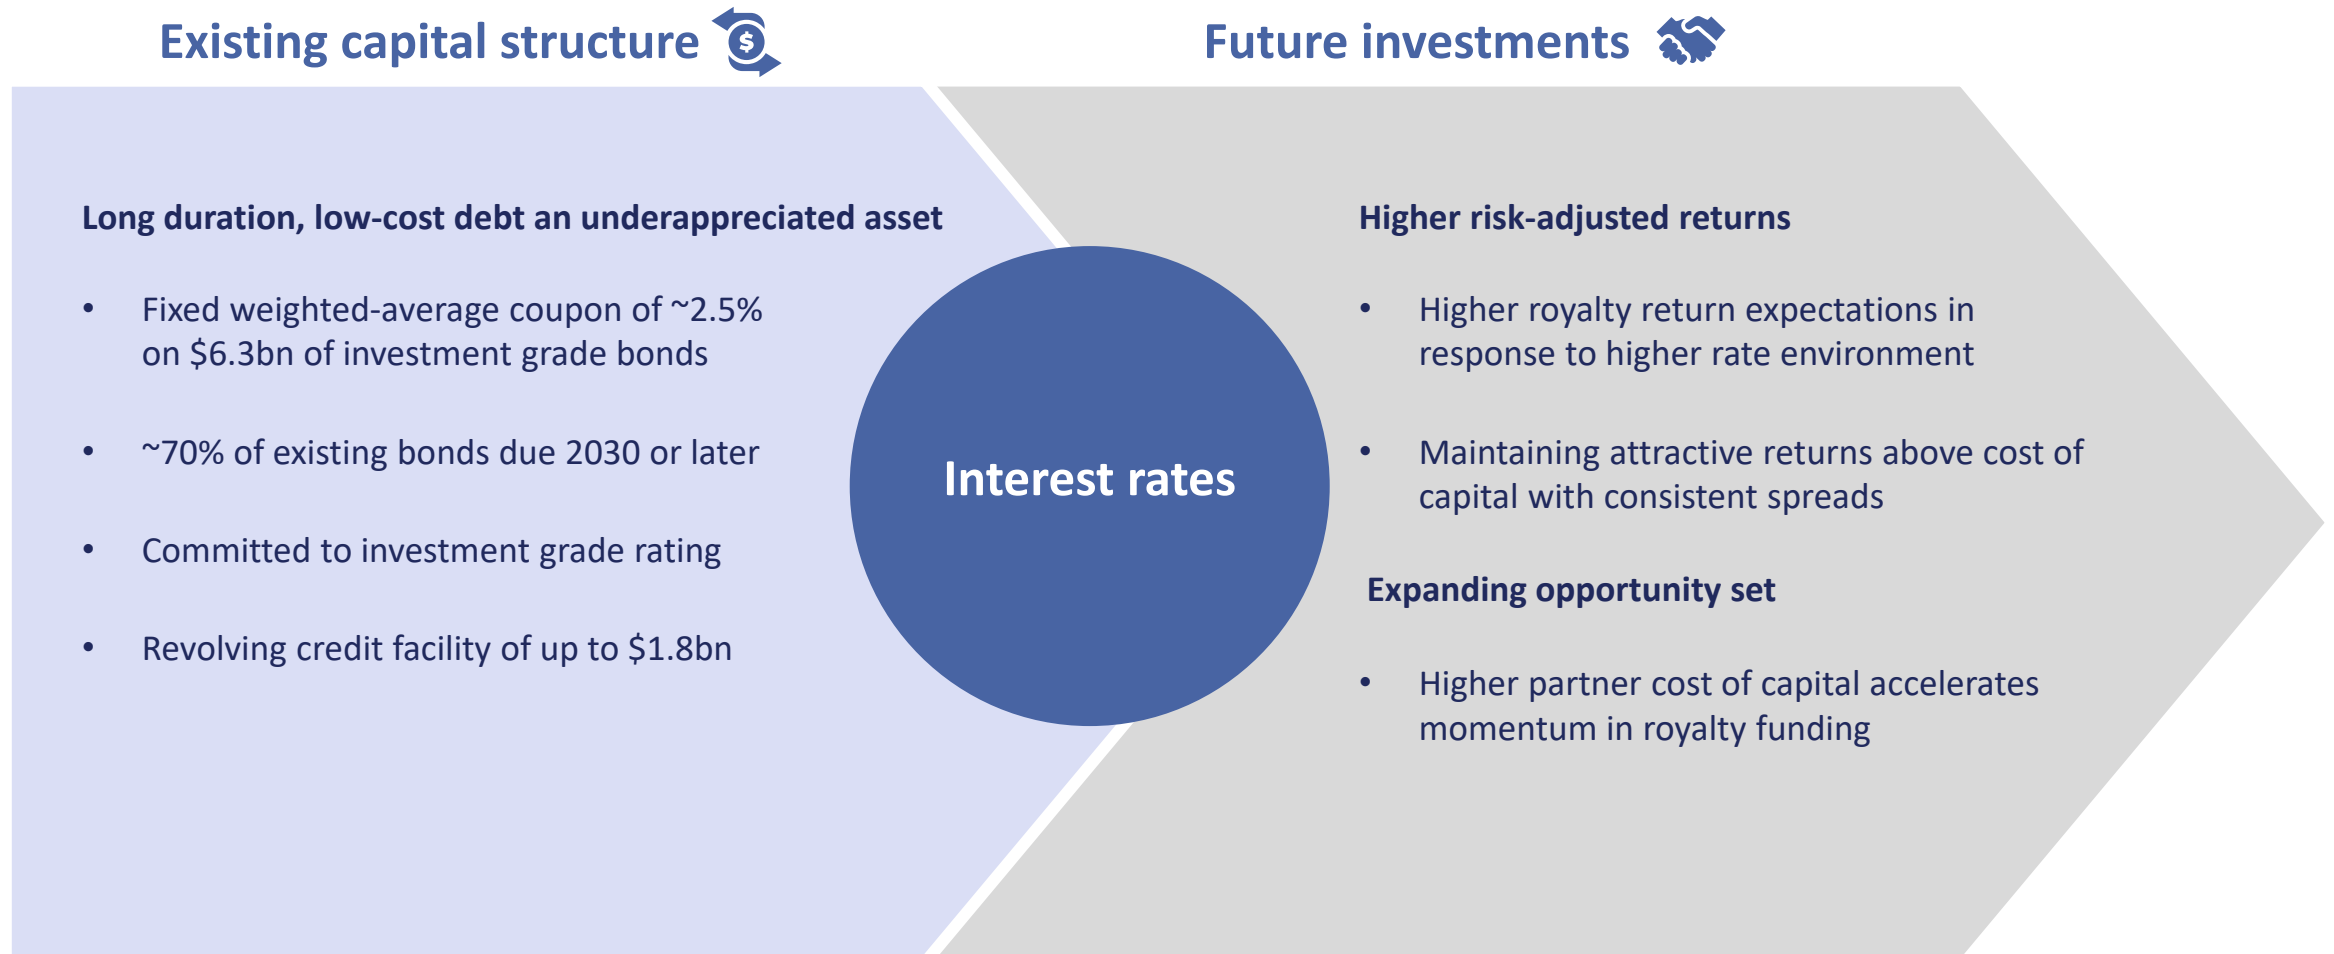 Existing capital structure
$
Long duration, low-cost debt an underappreciated asset
• Fixed weighted-average coupon of ~2.5%
on $6.3bn of investment grade bonds
• ~70% of existing bonds due 2030 or later
• Committed to investment grade rating
• Revolving credit facility of up to $1.8bn
Interest rates
Future investments
Higher risk-adjusted returns
• Higher royalty return expectations in
response to higher rate environment
• Maintaining attractive returns above cost of
capital with consistent spreads
Expanding opportunity set
• Higher partner cost of capital accelerates
momentum in royalty funding